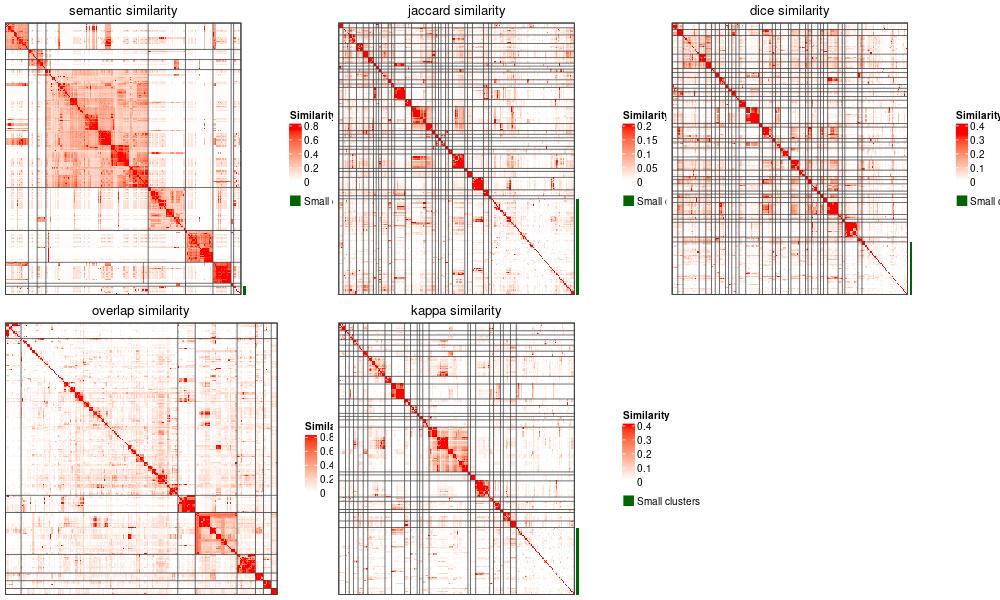 semantic similarity
jaccard similarity
dice similarity
Similarity
0.8
0.6
0.4
0.2
0
Small
Similarity
0.2
0.15
0.1
0.05
0
Small
Similarity
0.4
0.3
0.2
0.1
0
Small
overlap similarity
kappa similarity
Simila
0.8
0.6
0.4
0.2
0
Similarity
0.4
0.3
0.2
0.1
0
Small clusters